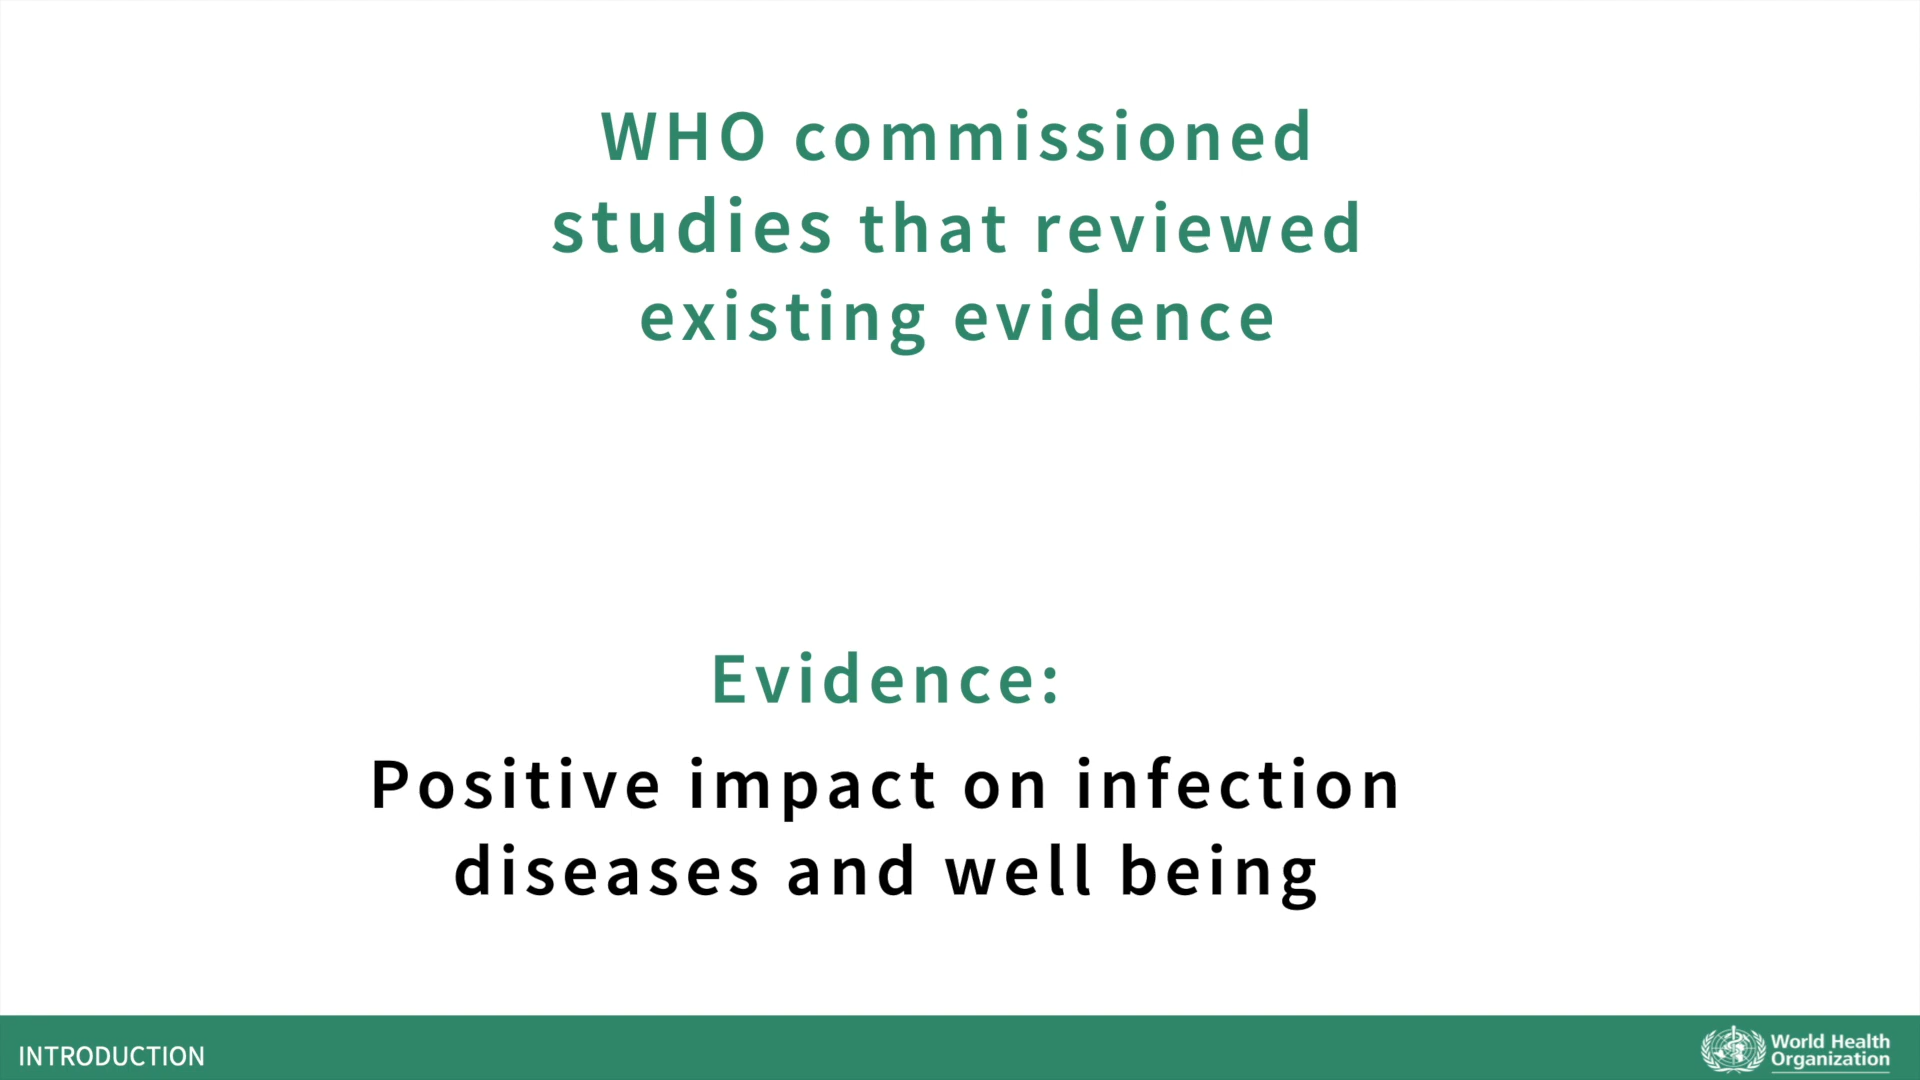 WHO commissioned
studies that reviewed
existing evidence
Evidence:
Positive impact on infection
diseases and well being
INTRODUCTION
World Health
Organization